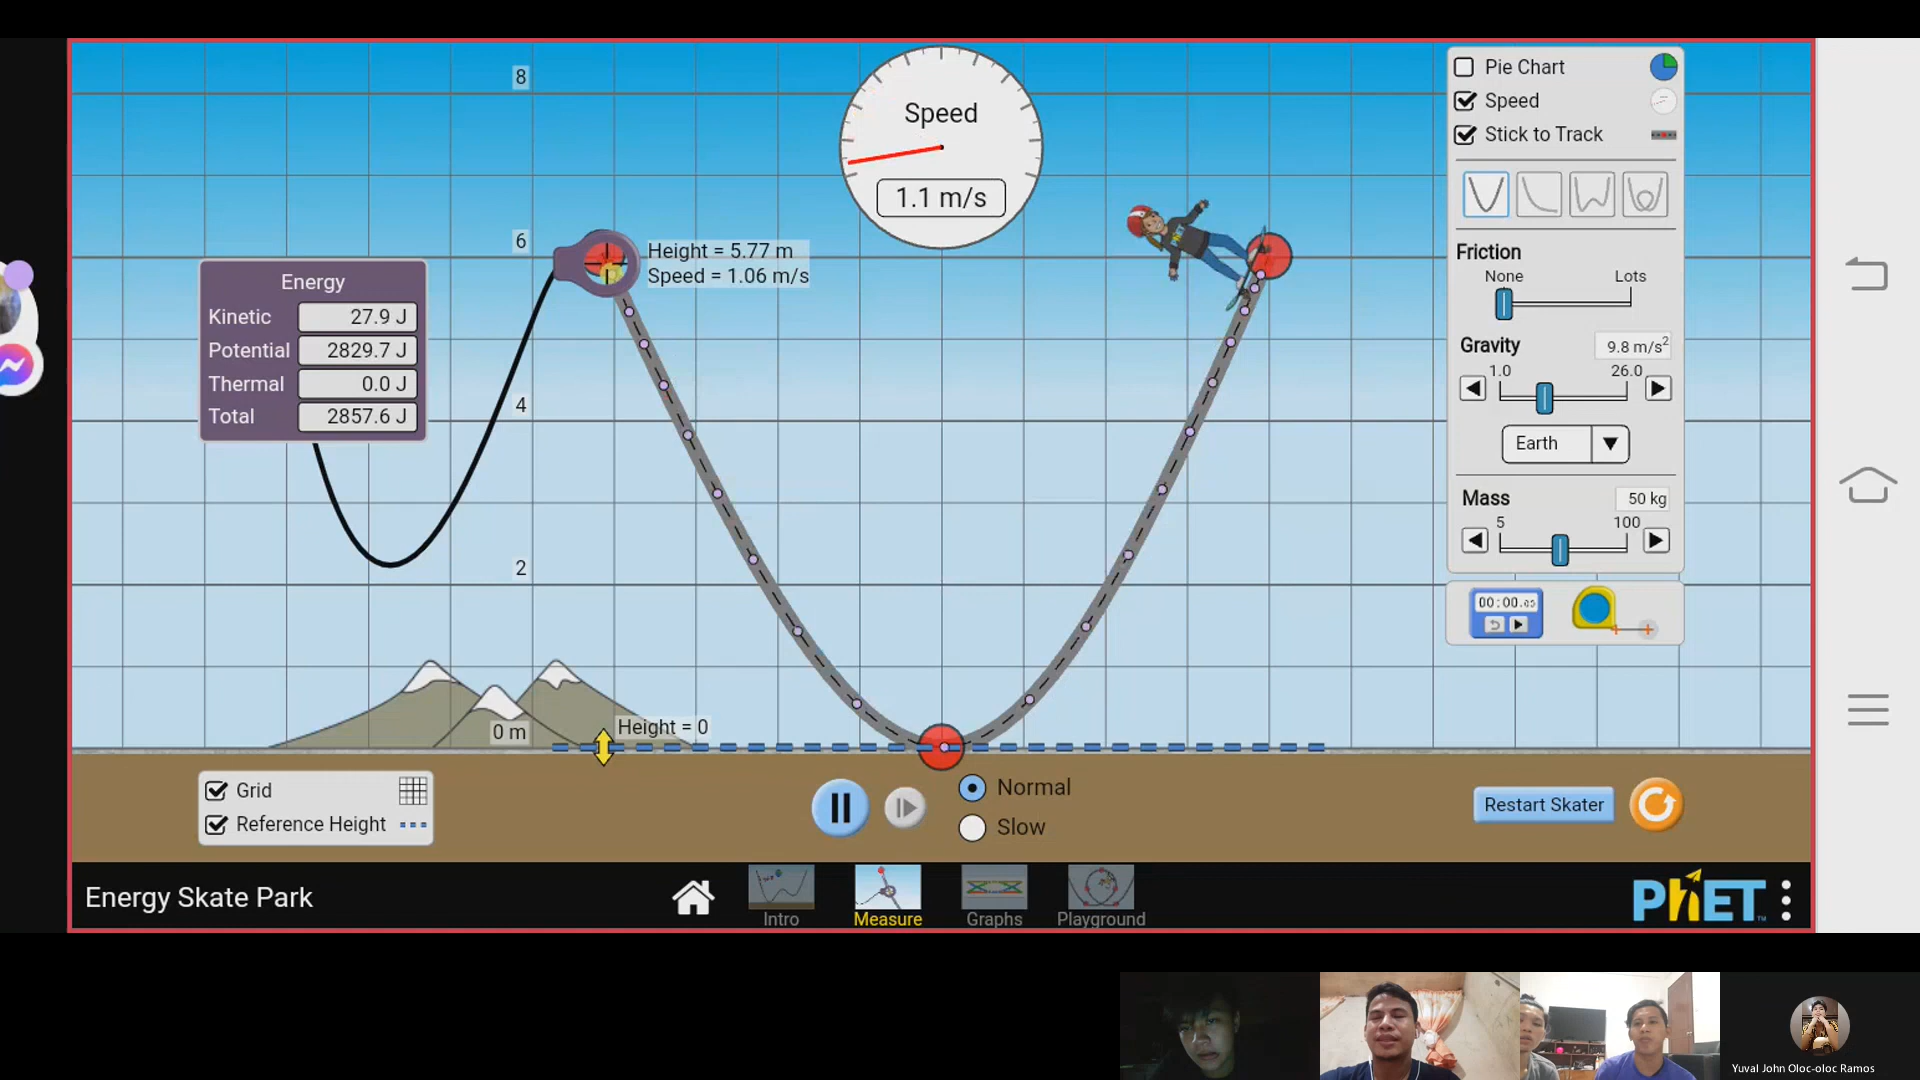 8
Speed
1.1 m/s
Pie Chart
Speed
Stick to Track
6
Height = 5.77 m
Speed = 1.06 m/s
Energy
Kinetic 27.9 J
Potential 2829.7 J
Thermal 0.0 J
Total 2857.6 J
4
2
0 m
Height = 0
Friction
None Lots
Gravity 9.8 m/s²
1.0 26.0
Earth
Mass 50 kg
5 100
00:00.05
Grid
Reference Height
Normal
Slow
Restart Skater
Energy Skate Park
Intro
Measure
Graphs
Playground
PhET
Yuval John Oloc-oloc Ramos